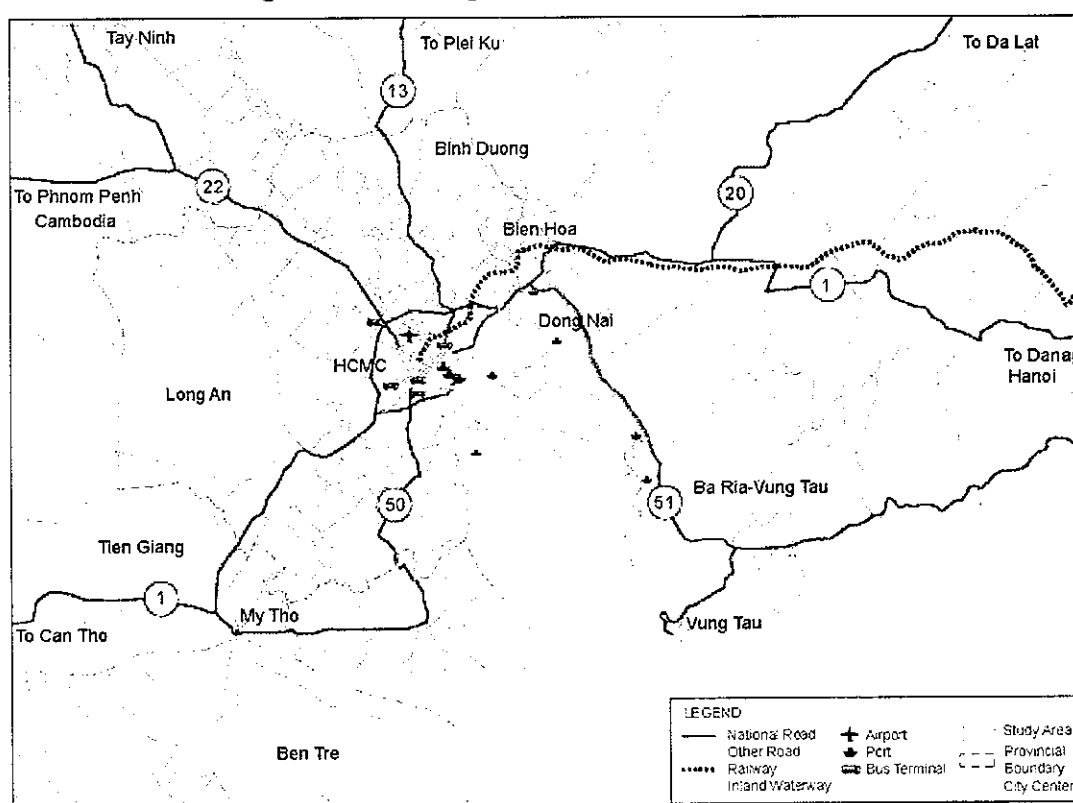 Tay Ninh
To Plei Ku
To Da Lat
13
Binh Duong
22
To Phnom Penh
Cambodia
20
Bien Hoa
1
Dong Nai
HCMC
To Danag
Hanoi
Long An
Ba Ria-Vung Tau
50
51
Tien Giang
1
My Tho
To Can Tho
Vung Tau
Ben Tre
LEGEND
National Road
Other Road
Railway
Inland Waterway
Airport
Port
Bus Terminal
Study Area
Provincial
Boundary
City Center